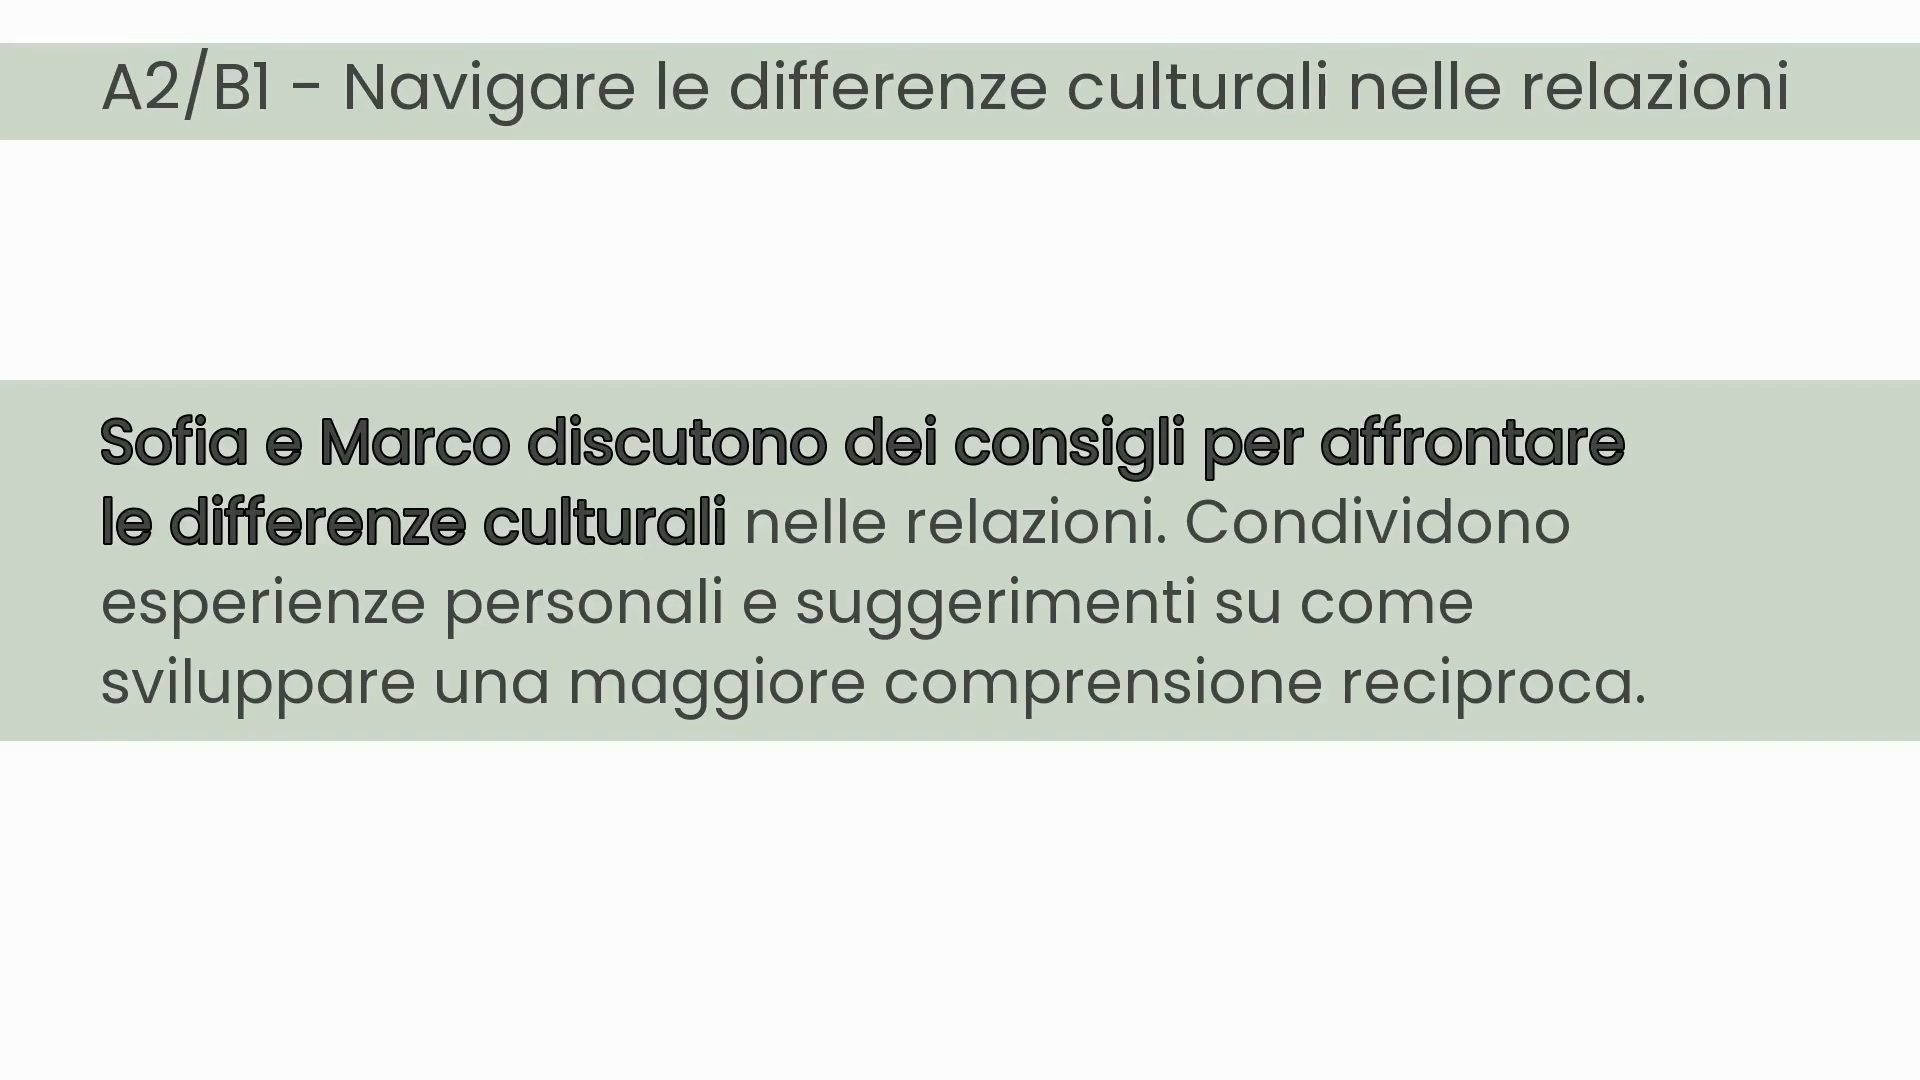 A2/B1 - Navigare le differenze culturali nelle relazioni
Sofia e Marco discutono dei consigli per affrontare
le differenze culturali nelle relazioni. Condividono
esperienze personali e suggerimenti su come
sviluppare una maggiore comprensione reciproca.